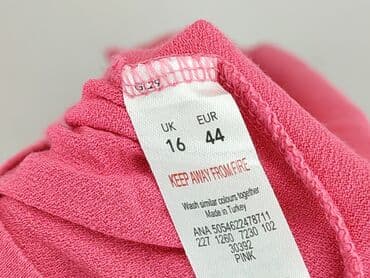 GL29
UK EUR
16 44
KEEP AWAY FROM FIRE
Wash similar colours together
Made in Turkey
ANA 5054622478711
227 1260 7230 102
30392
PINK